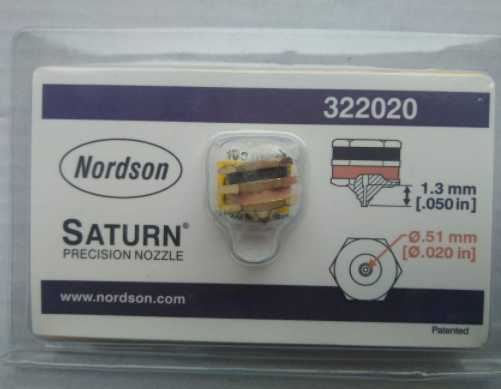 322020
Nordson
SATURN®
PRECISION NOZZLE
www.nordson.com
1.3 mm
[.050 in]
Ø.51 mm
[Ø.020 in]
Patented